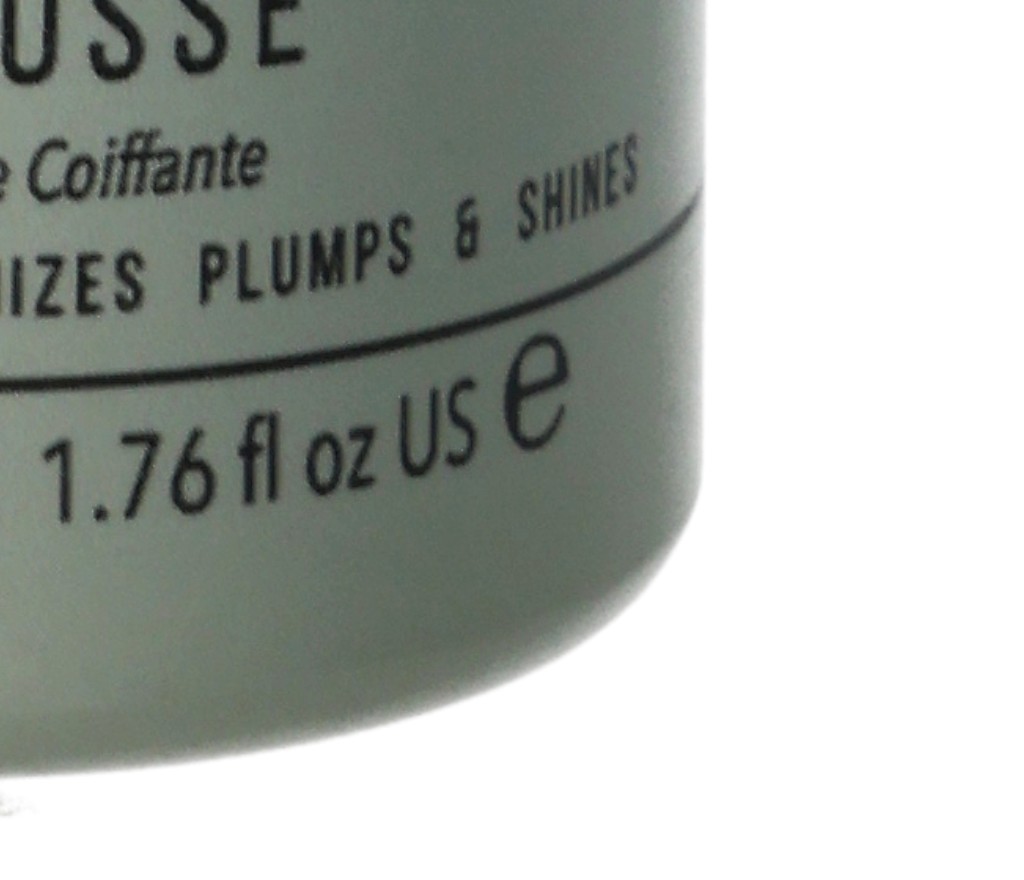 USSE
e Coiffante
IZES PLUMPS & SHINES
1.76 fl oz US e